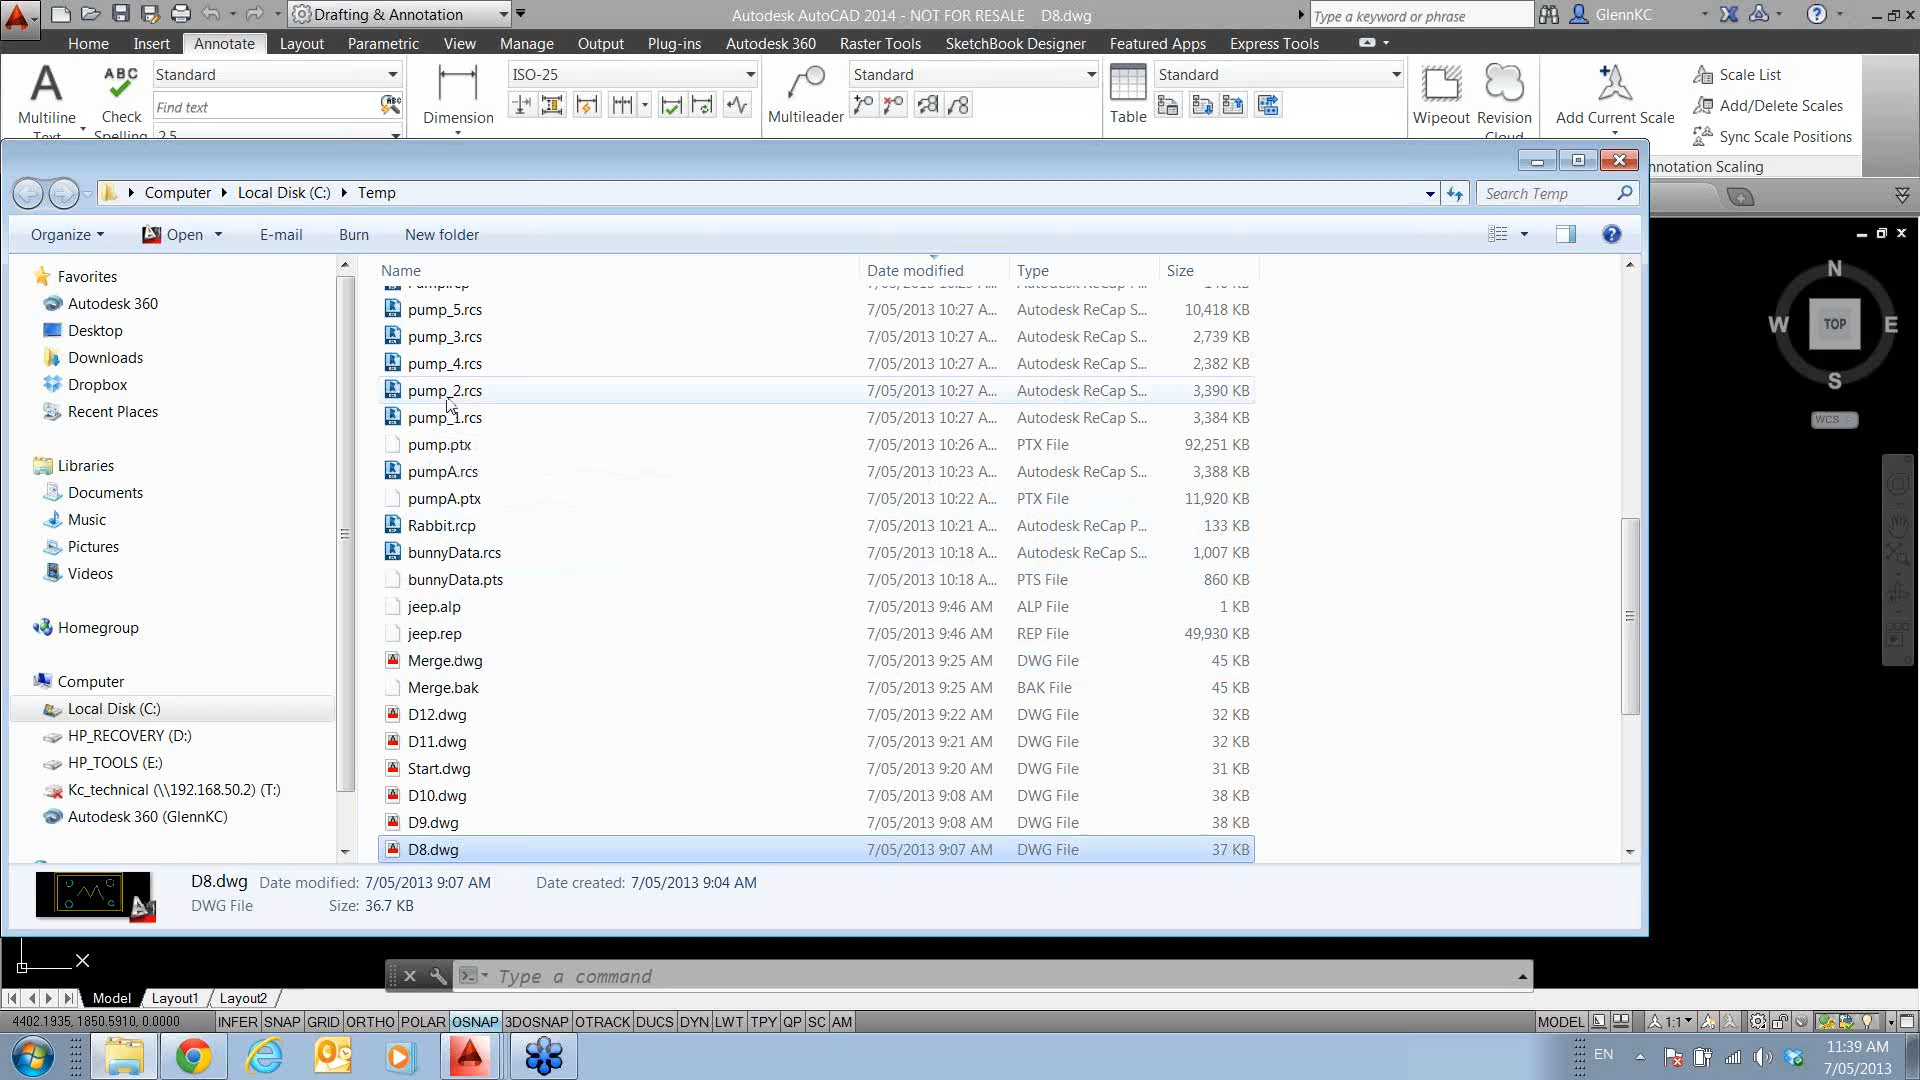 Drafting & Annotation
Autodesk AutoCAD 2014 - NOT FOR RESALE D8.dwg
Type a keyword or phrase
GlennKC
Home Insert Annotate Layout Parametric View Manage Output Plug-ins Autodesk 360 Raster Tools SketchBook Designer Featured Apps Express Tools
A ABC Standard ISO-25 Standard Standard Scale List
Find text ABC
Multiline Check Dimension Multileader Table Wipeout Revision Add Current Scale Add/Delete Scales
Text Spelling 2.5 Cloud Sync Scale Positions
nnotation Scaling
Computer Local Disk (C:) Temp
Search Temp
Organize Open E-mail Burn New folder
Favorites
Autodesk 360
Desktop
Downloads
Dropbox
Recent Places
Libraries
Documents
Music
Pictures
Videos
Homegroup
Computer
Local Disk (C:)
HP_RECOVERY (D:)
HP_TOOLS (E:)
Kc_technical (\\192.168.50.2) (T:)
Autodesk 360 (GlennKC)
Name Date modified Type Size
pump_5.rcs 7/05/2013 10:27 A... Autodesk ReCap S... 10,418 KB
pump_3.rcs 7/05/2013 10:27 A... Autodesk ReCap S... 2,739 KB
pump_4.rcs 7/05/2013 10:27 A... Autodesk ReCap S... 2,382 KB
pump_2.rcs 7/05/2013 10:27 A... Autodesk ReCap S... 3,390 KB
pump_1.rcs 7/05/2013 10:27 A... Autodesk ReCap S... 3,384 KB
pump.ptx 7/05/2013 10:26 A... PTX File 92,251 KB
pumpA.rcs 7/05/2013 10:23 A... Autodesk ReCap S... 3,388 KB
pumpA.ptx 7/05/2013 10:22 A... PTX File 11,920 KB
Rabbit.rcp 7/05/2013 10:21 A... Autodesk ReCap P... 133 KB
bunnyData.rcs 7/05/2013 10:18 A... Autodesk ReCap S... 1,007 KB
bunnyData.pts 7/05/2013 10:18 A... PTS File 860 KB
jeep.alp 7/05/2013 9:46 AM ALP File 1 KB
jeep.rep 7/05/2013 9:46 AM REP File 49,930 KB
Merge.dwg 7/05/2013 9:25 AM DWG File 45 KB
Merge.bak 7/05/2013 9:25 AM BAK File 45 KB
D12.dwg 7/05/2013 9:22 AM DWG File 32 KB
D11.dwg 7/05/2013 9:21 AM DWG File 32 KB
Start.dwg 7/05/2013 9:20 AM DWG File 31 KB
D10.dwg 7/05/2013 9:08 AM DWG File 38 KB
D9.dwg 7/05/2013 9:08 AM DWG File 38 KB
D8.dwg 7/05/2013 9:07 AM DWG File 37 KB
D8.dwg Date modified: 7/05/2013 9:07 AM Date created: 7/05/2013 9:04 AM
DWG File Size: 36.7 KB
N
W TOP E
S
WCS
X
Type a command
Model Layout1 Layout2
4402.1935, 1850.5910, 0.0000 INFER SNAP GRID ORTHO POLAR OSNAP 3DOSNAP OTRACK DUCS DYN LWT TPY QP SC AM MODEL 1:1
EN
11:39 AM
7/05/2013